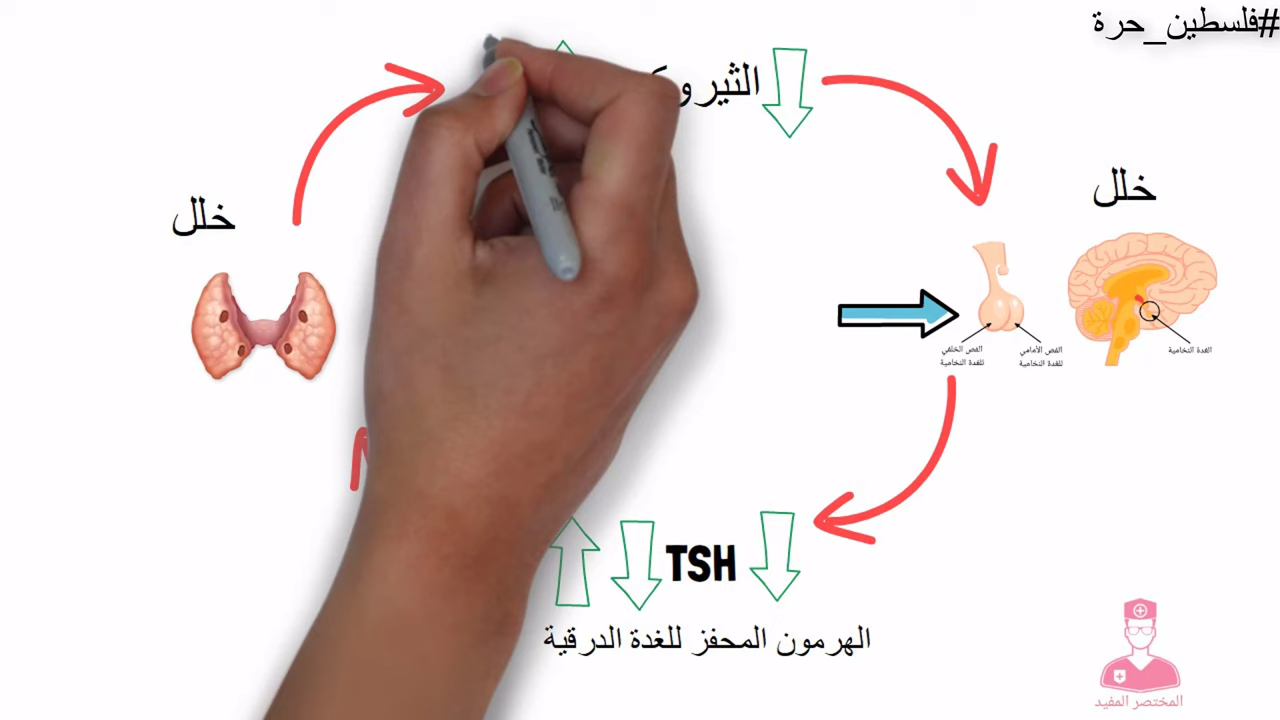 #فلسطين_حرة
خلل
خلل
الغدة النخامية
الفص الأمامي
للغدة النخامية
الفص الخلفي
للغدة النخامية
TSH
الهرمون المحفز للغدة الدرقية
المختصر المفيد